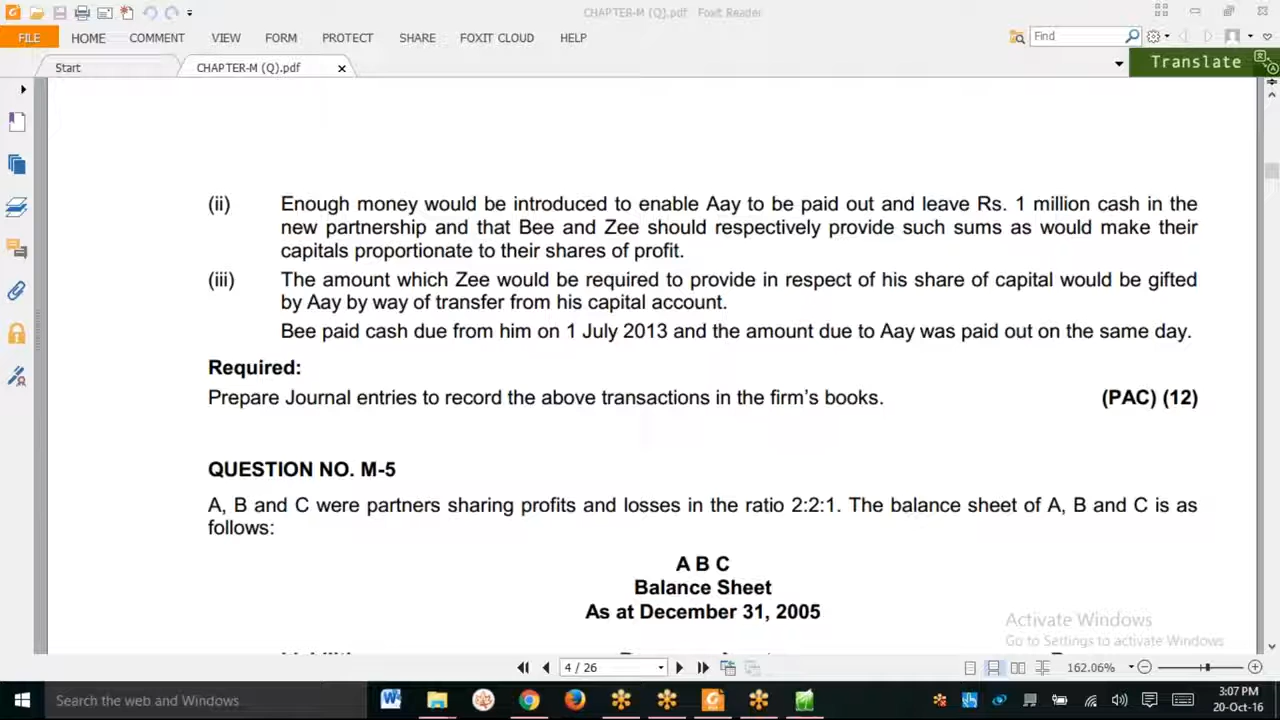 CHAPTER-M (Q).pdf - Foxit Reader
FILE HOME COMMENT VIEW FORM PROTECT SHARE FOXIT CLOUD HELP Find
Start CHAPTER-M (Q).pdf Translate
(ii) Enough money would be introduced to enable Aay to be paid out and leave Rs. 1 million cash in the
new partnership and that Bee and Zee should respectively provide such sums as would make their
capitals proportionate to their shares of profit.
(iii) The amount which Zee would be required to provide in respect of his share of capital would be gifted
by Aay by way of transfer from his capital account.
Bee paid cash due from him on 1 July 2013 and the amount due to Aay was paid out on the same day.
Required:
Prepare Journal entries to record the above transactions in the firm's books. (PAC) (12)
QUESTION NO. M-5
A, B and C were partners sharing profits and losses in the ratio 2:2:1. The balance sheet of A, B and C is as
follows:
A B C
Balance Sheet
As at December 31, 2005
Activate Windows
Go to Settings to activate Windows
4 / 26 162.06%
Search the web and Windows
3:07 PM
20-Oct-16